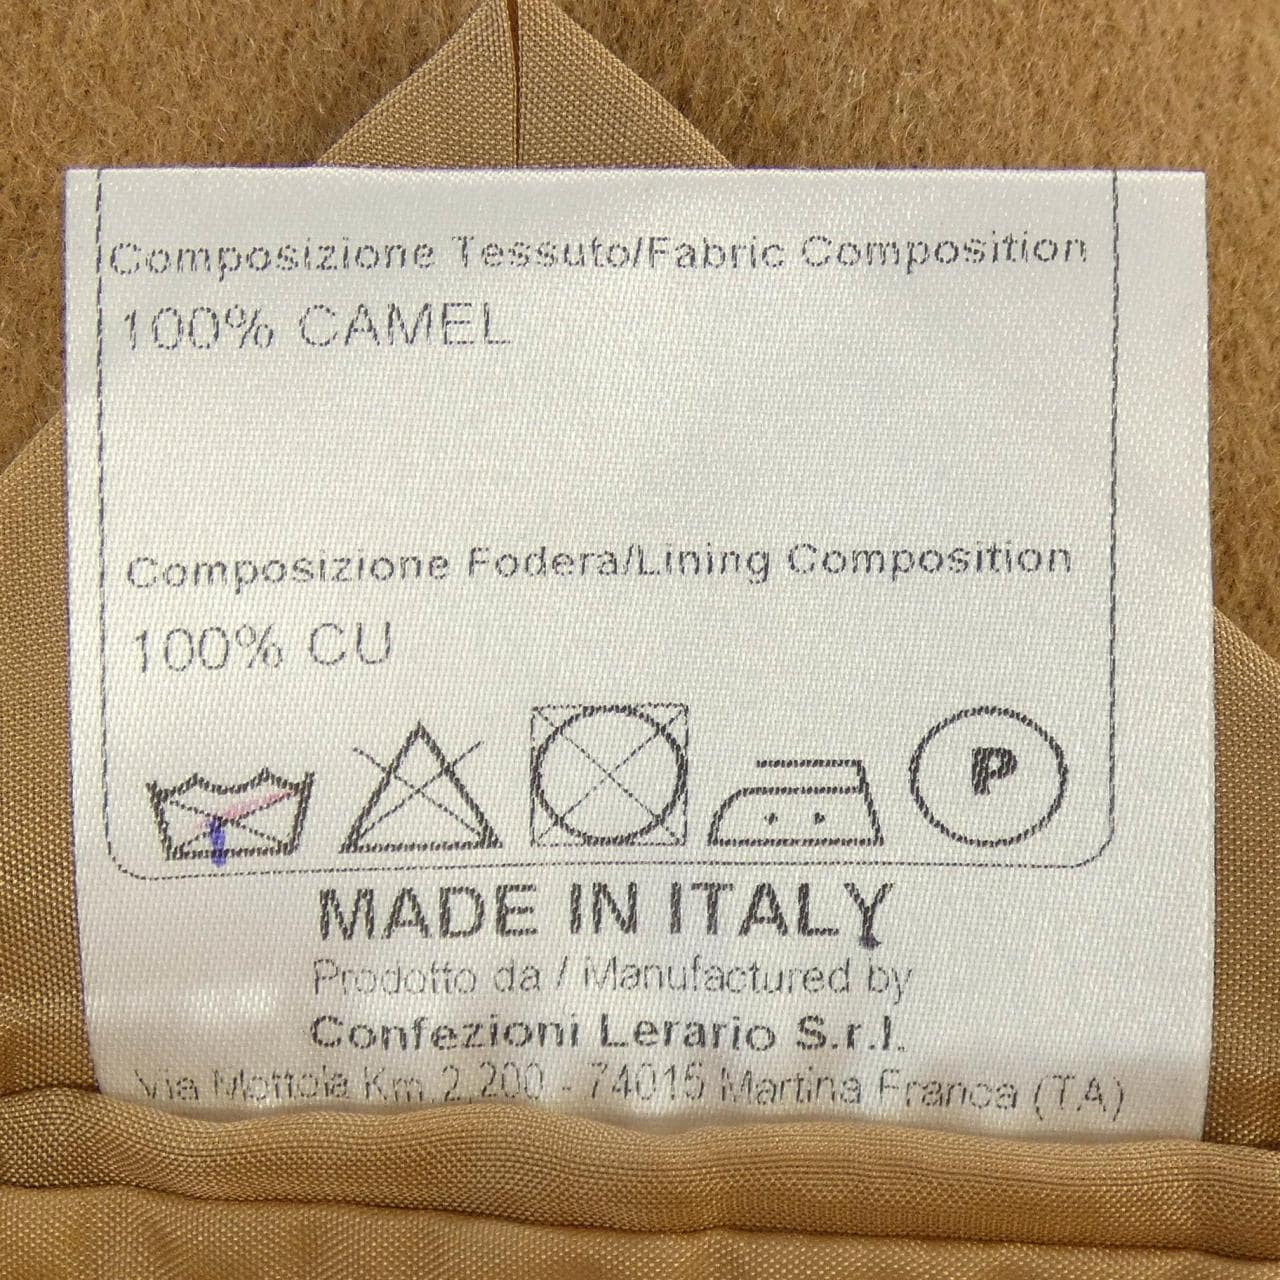 Composizione Tessuto/Fabric Composition
100% CAMEL
Composizione Fodera/Lining Composition
100% CU
P
MADE IN ITALY
Prodotto da / Manufactured by
Confezioni Lerario S.r.l.
Via Mottola Km 2,200 - 74015 Martina Franca (TA)